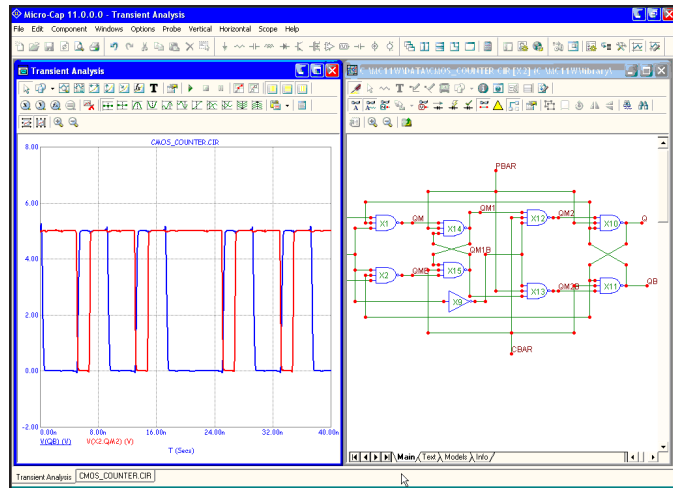 Micro-Cap 11.0.0.0 - Transient Analysis
File Edit Component Windows Options Probe Vertical Horizontal Scope Help
Transient Analysis
CMOS_COUNTER.CIR
8.00
6.00
4.00
2.00
0.00
-2.00
0.00n 8.00n 16.00n 24.00n 32.00n 40.00n
V(QB) (V) V(X2.QM2) (V)
T (Secs)
PBAR
X1 QM QM1 X12 QM2 X10 Q
X14
QM1B
X2 QMB X15
X9 X13 QM2B X11 QB
CBAR
Main Text Models Info
Transient Analysis CMOS_COUNTER.CIR